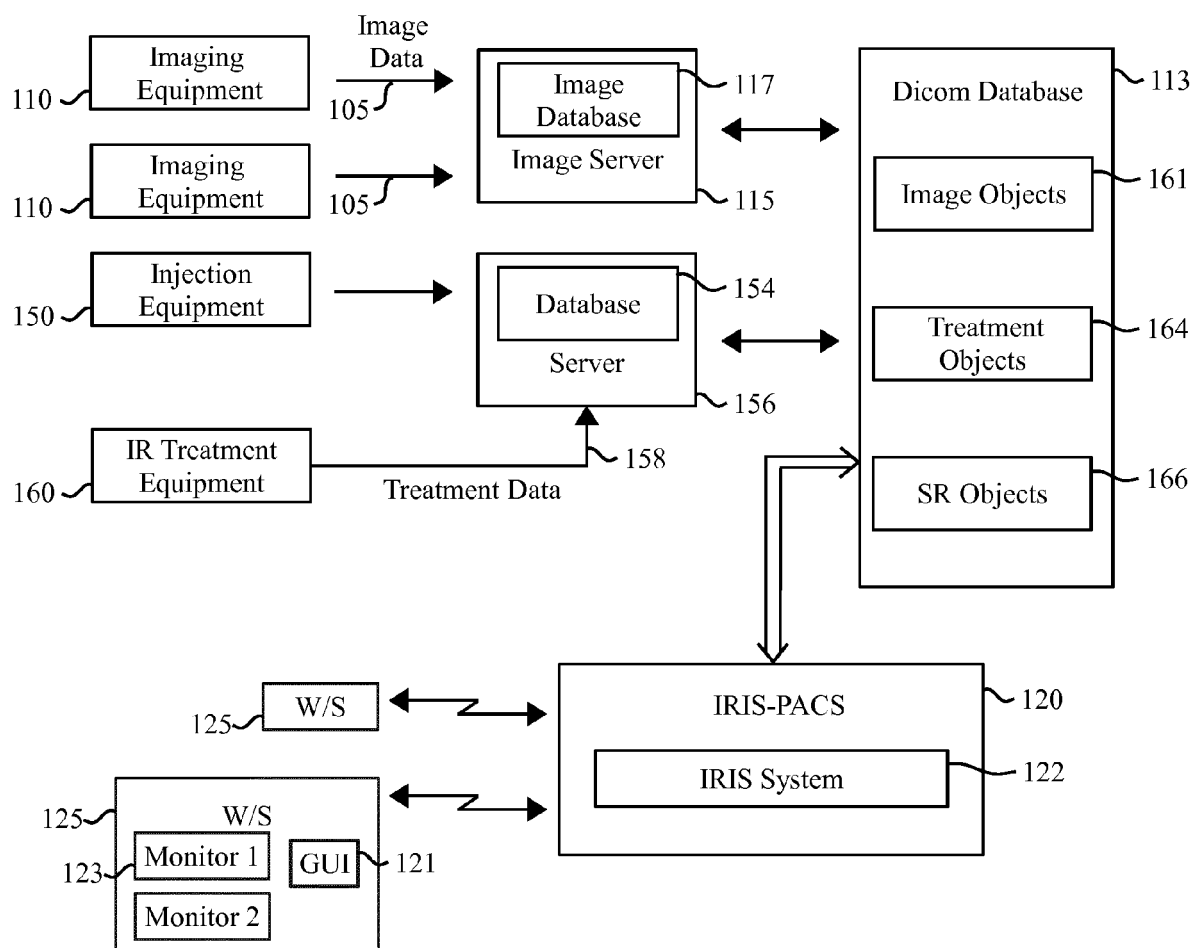 Imaging
Equipment
110
Image
Data
105
Image
Database
117
Image Server
115
Dicom Database
113
Imaging
Equipment
110
105
Image Objects
161
Injection
Equipment
150
Database
154
Server
156
Treatment
Objects
164
IR Treatment
Equipment
160
158
Treatment Data
SR Objects
166
W/S
125
IRIS-PACS
120
IRIS System
122
125
W/S
Monitor 1
123
GUI
121
Monitor 2